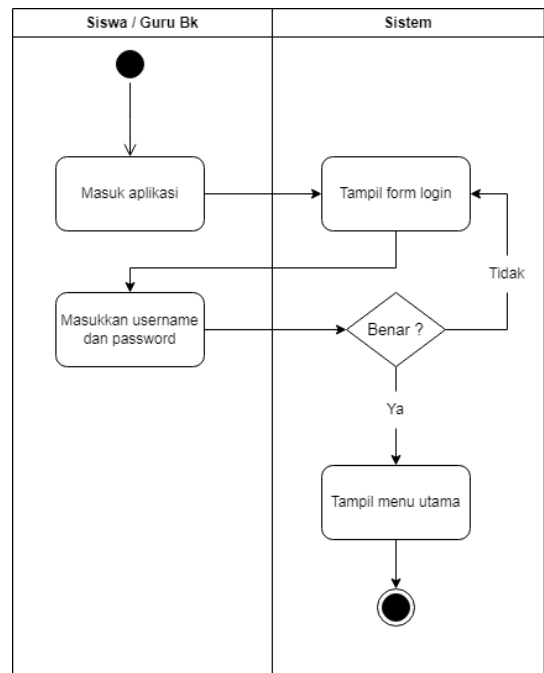 Siswa / Guru Bk
Sistem
Masuk aplikasi
Tampil form login
Tidak
Masukkan username
dan password
Benar ?
Ya
Tampil menu utama